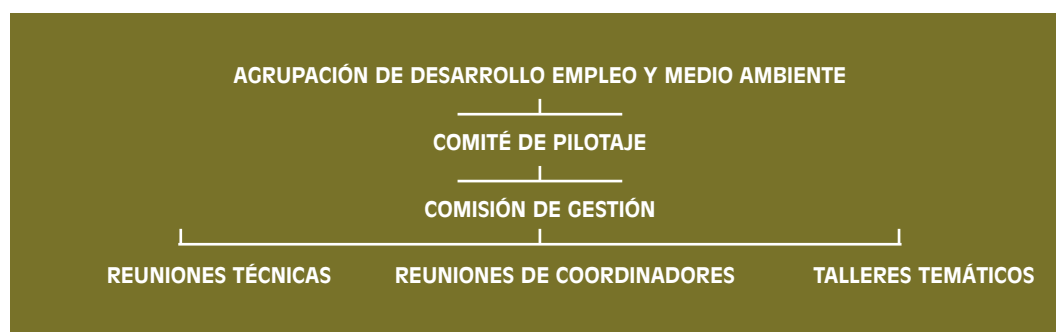 AGRUPACIÓN DE DESARROLLO EMPLEO Y MEDIO AMBIENTE
COMITÉ DE PILOTAJE
COMISIÓN DE GESTIÓN
REUNIONES TÉCNICAS REUNIONES DE COORDINADORES TALLERES TEMÁTICOS